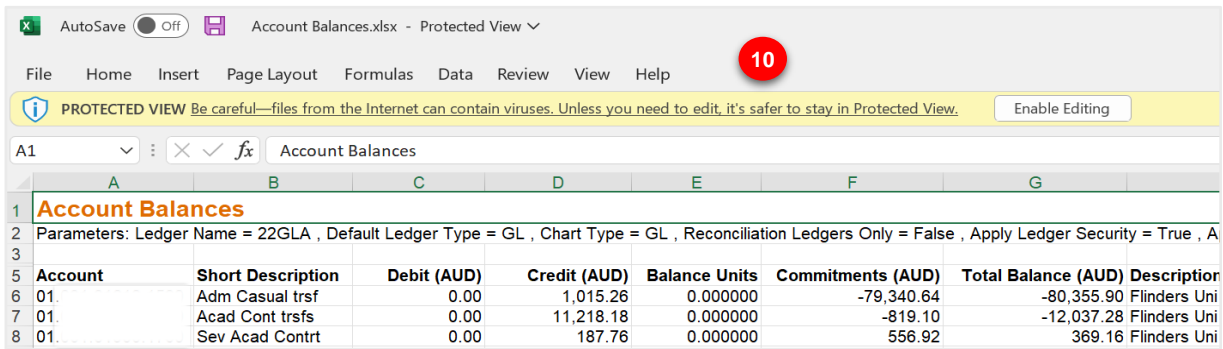 AutoSave Off Account Balances.xlsx - Protected View
10
File Home Insert Page Layout Formulas Data Review View Help
PROTECTED VIEW Be careful—files from the Internet can contain viruses. Unless you need to edit, it's safer to stay in Protected View. Enable Editing
A1 fx Account Balances
A B C D E F G
1 Account Balances
2 Parameters: Ledger Name = 22GLA , Default Ledger Type = GL , Chart Type = GL , Reconciliation Ledgers Only = False , Apply Ledger Security = True , A
3
5 Account Short Description Debit (AUD) Credit (AUD) Balance Units Commitments (AUD) Total Balance (AUD) Description
6 01. Adm Casual trsf 0.00 1,015.26 0.000000 -79,340.64 -80,355.90 Flinders Uni
7 01. Acad Cont trsfs 0.00 11,218.18 0.000000 -819.10 -12,037.28 Flinders Uni
8 01. Sev Acad Contrt 0.00 187.76 0.000000 556.92 369.16 Flinders Uni